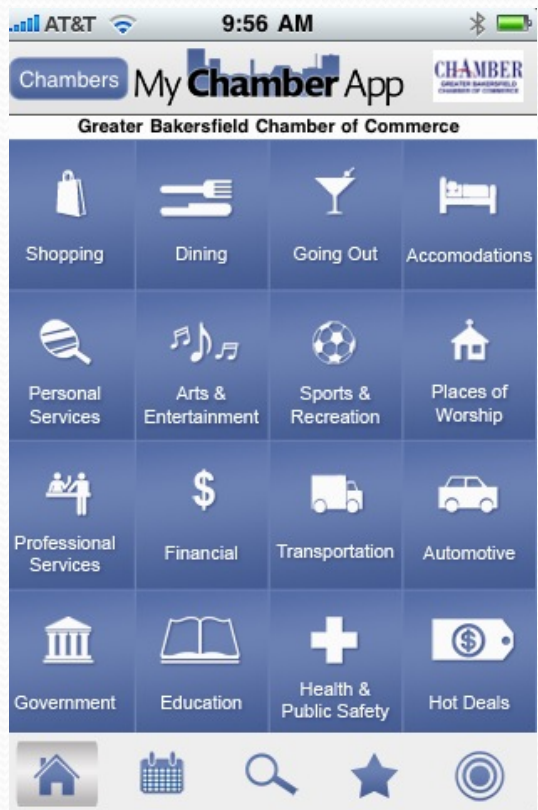 AT&T 9:56 AM
Chambers My Chamber App CHAMBER
GREATER BAKERSFIELD
CHAMBER OF COMMERCE
Greater Bakersfield Chamber of Commerce
Shopping Dining Going Out Accomodations
Personal Services
Arts & Entertainment
Sports & Recreation
Places of Worship
Professional Services
Financial
Transportation
Automotive
Government
Education
Health & Public Safety
Hot Deals